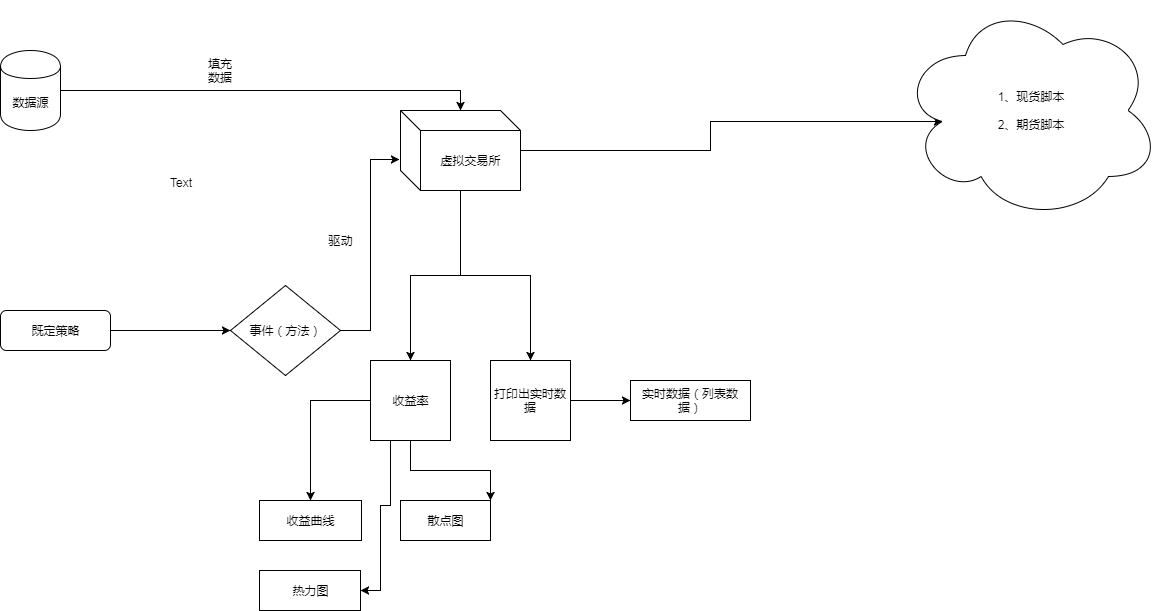 填充
数据
数据源
1、现货脚本
2、期货脚本
虚拟交易所
Text
驱动
既定策略
事件（方法）
收益率
打印出实时数
据
实时数据（列表数
据）
收益曲线
散点图
热力图